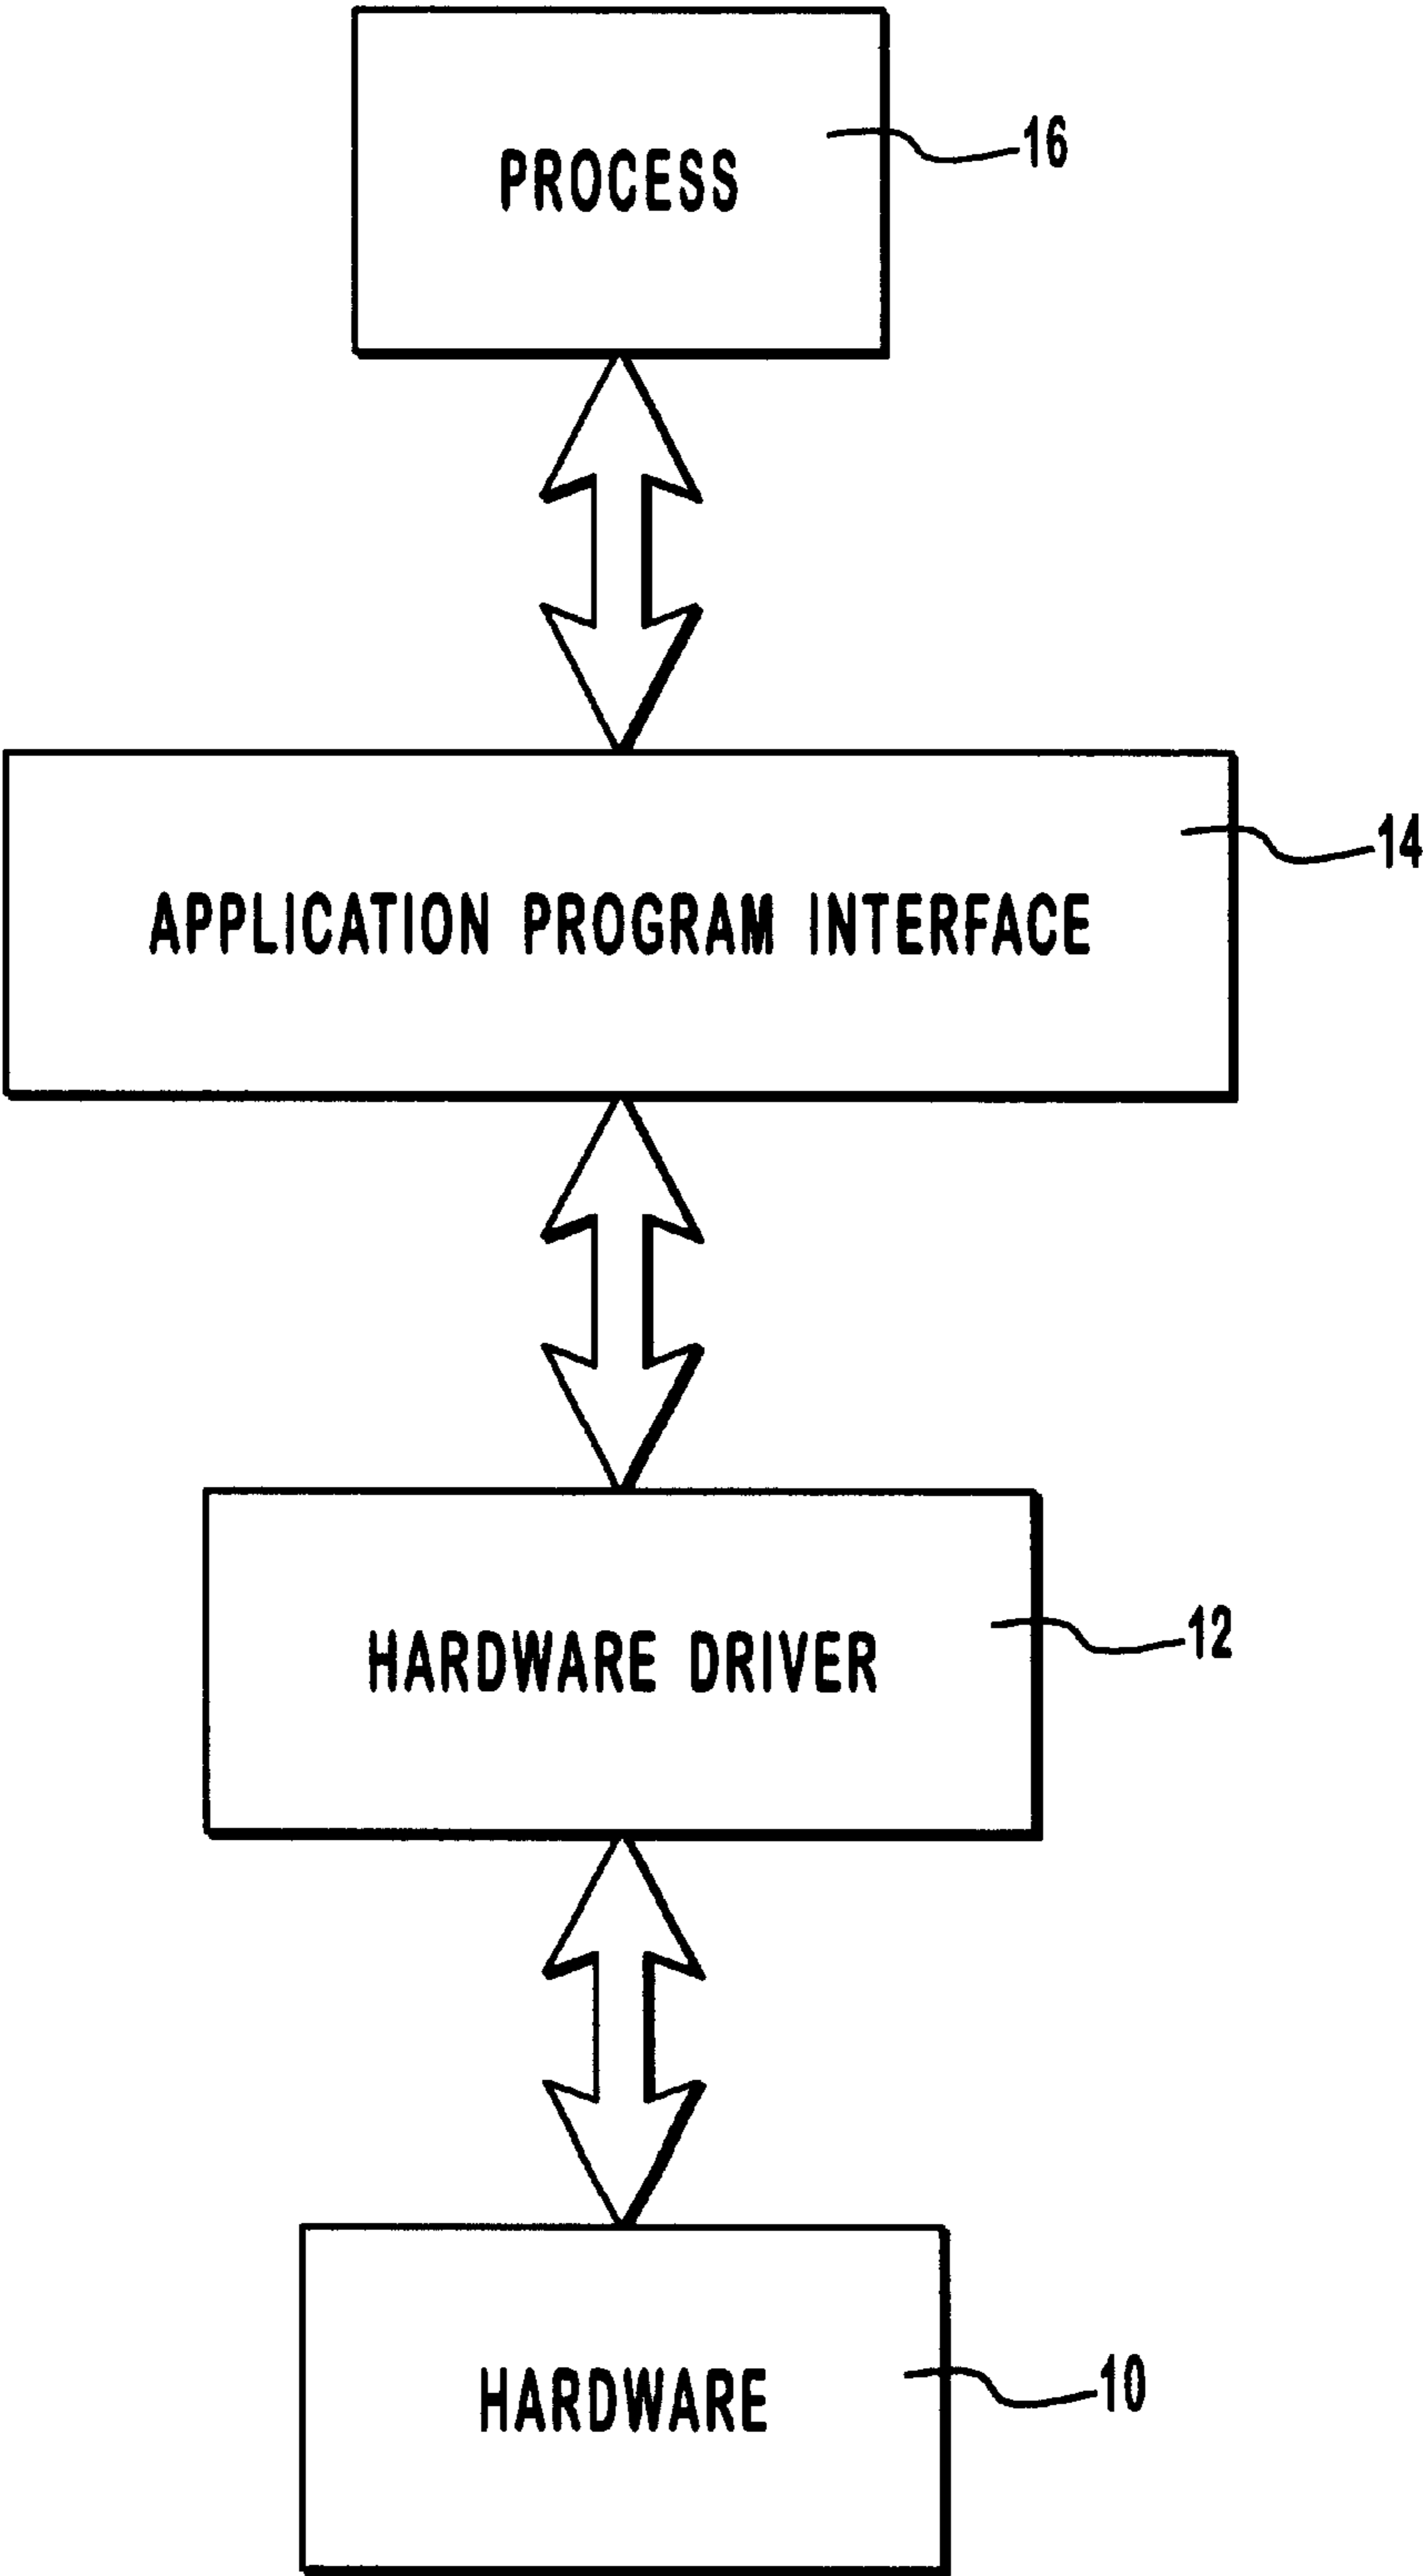 PROCESS
16
APPLICATION PROGRAM INTERFACE
14
HARDWARE DRIVER
12
HARDWARE
10